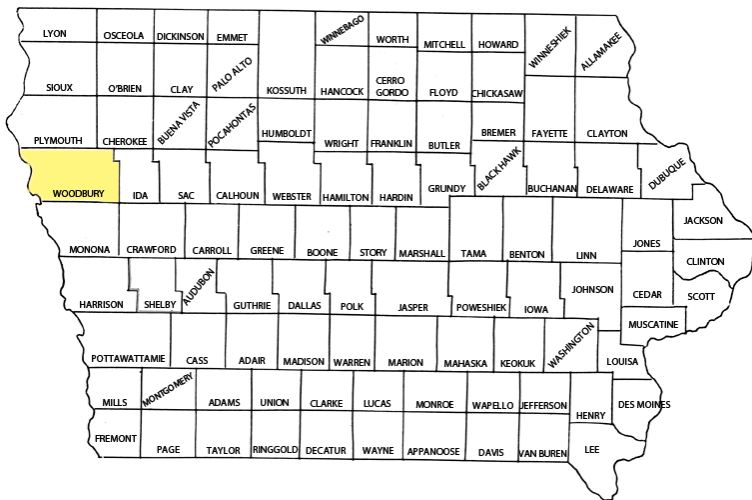 LYON OSCEOLA DICKINSON EMMET WINNEBAGO WORTH MITCHELL HOWARD WINNESHIEK ALLAMAKEE
SIOUX O'BRIEN CLAY PALO ALTO KOSSUTH HANCOCK CERRO GORDO FLOYD CHICKASAW
PLYMOUTH CHEROKEE BUENA VISTA POCAHONTAS HUMBOLDT WRIGHT FRANKLIN BUTLER BREMER FAYETTE CLAYTON
WOODBURY IDA SAC CALHOUN WEBSTER HAMILTON HARDIN GRUNDY BLACK HAWK BUCHANAN DELAWARE DUBUQUE
MONONA CRAWFORD CARROLL GREENE BOONE STORY MARSHALL TAMA BENTON LINN JONES JACKSON
CLINTON
HARRISON SHELBY AUDUBON GUTHRIE DALLAS POLK JASPER POWESHIEK IOWA JOHNSON CEDAR SCOTT
MUSCATINE
POTTAWATTAMIE CASS ADAIR MADISON WARREN MARION MAHASKA KEOKUK WASHINGTON LOUISA
MILLS MONTGOMERY ADAMS UNION CLARKE LUCAS MONROE WAPELLO JEFFERSON HENRY DES MOINES
FREMONT PAGE TAYLOR RINGGOLD DECATUR WAYNE APPANOOSE DAVIS VAN BUREN LEE